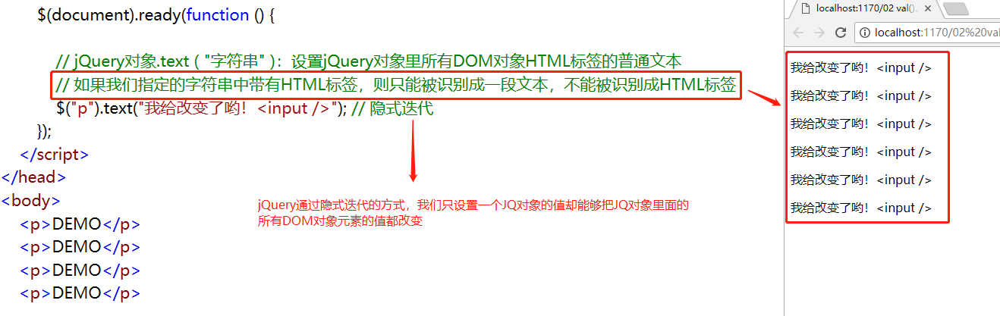 $(document).ready(function () {
// jQuery对象.text ( "字符串" )：设置jQuery对象里所有DOM对象HTML标签的普通文本
// 如果我们指定的字符串中带有HTML标签，则只能被识别成一段文本，不能被识别成HTML标签
$("p").text("我给改变了哟！<input />"); // 隐式迭代
});
</script>
</head>
<body>
<p>DEMO</p>
<p>DEMO</p>
<p>DEMO</p>
<p>DEMO</p>
jQuery通过隐式迭代的方式，我们只设置一个JQ对象的值却能够把JQ对象里面的
所有DOM对象元素的值都改变
localhost:1170/02 val()、
localhost:1170/02%20val
我给改变了哟！<input />
我给改变了哟！<input />
我给改变了哟！<input />
我给改变了哟！<input />
我给改变了哟！<input />
我给改变了哟！<input />